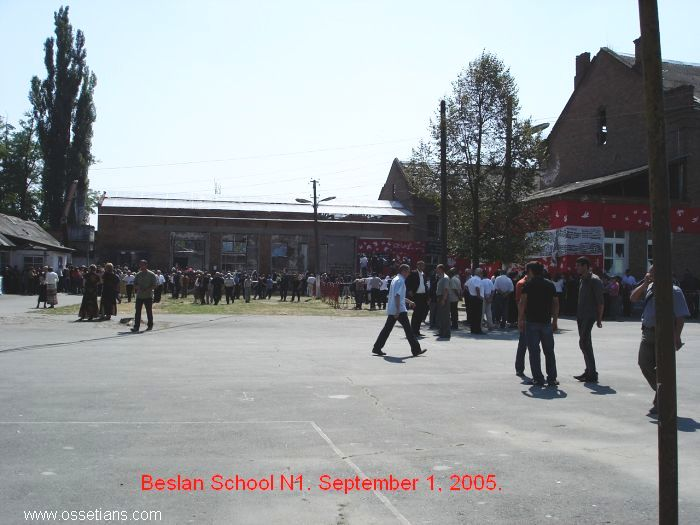 Beslan School N1. September 1, 2005.
www.ossetians.com